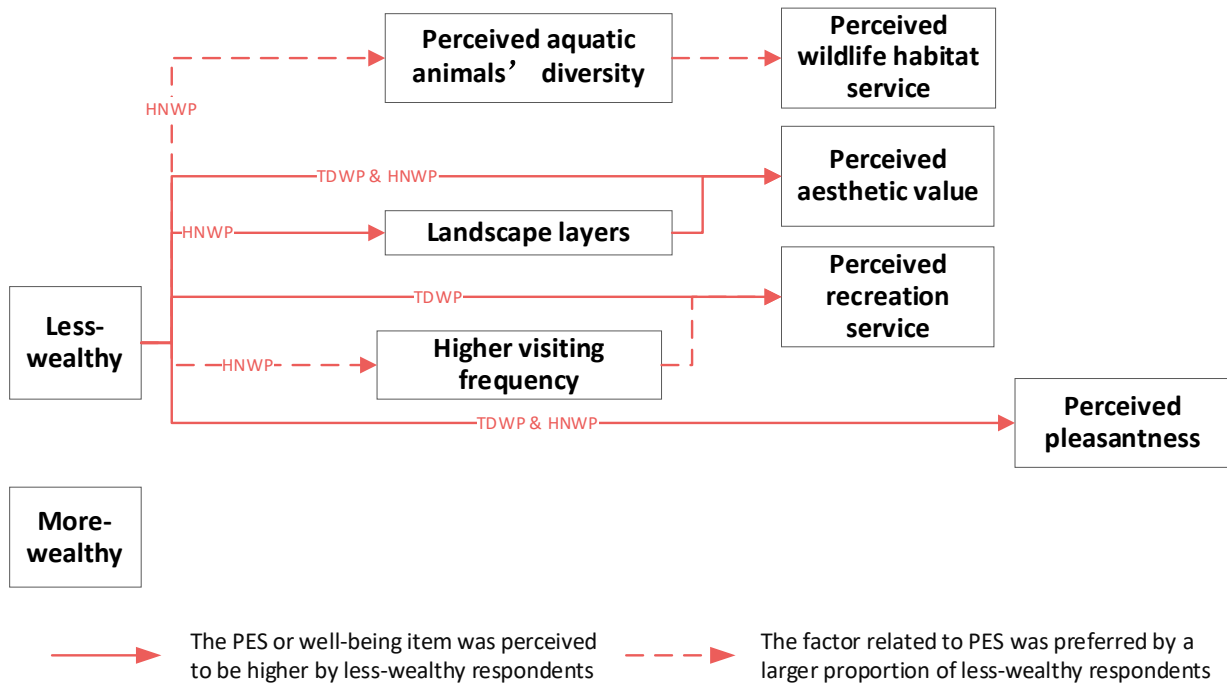 Perceived aquatic
animals’ diversity
Perceived
wildlife habitat
service
HNWP
TDWP & HNWP
Perceived
aesthetic value
HNWP
Landscape layers
TDWP
Perceived
recreation
service
Less-
wealthy
HNWP
Higher visiting
frequency
TDWP & HNWP
Perceived
pleasantness
More-
wealthy
The PES or well-being item was perceived
to be higher by less-wealthy respondents
The factor related to PES was preferred by a
larger proportion of less-wealthy respondents